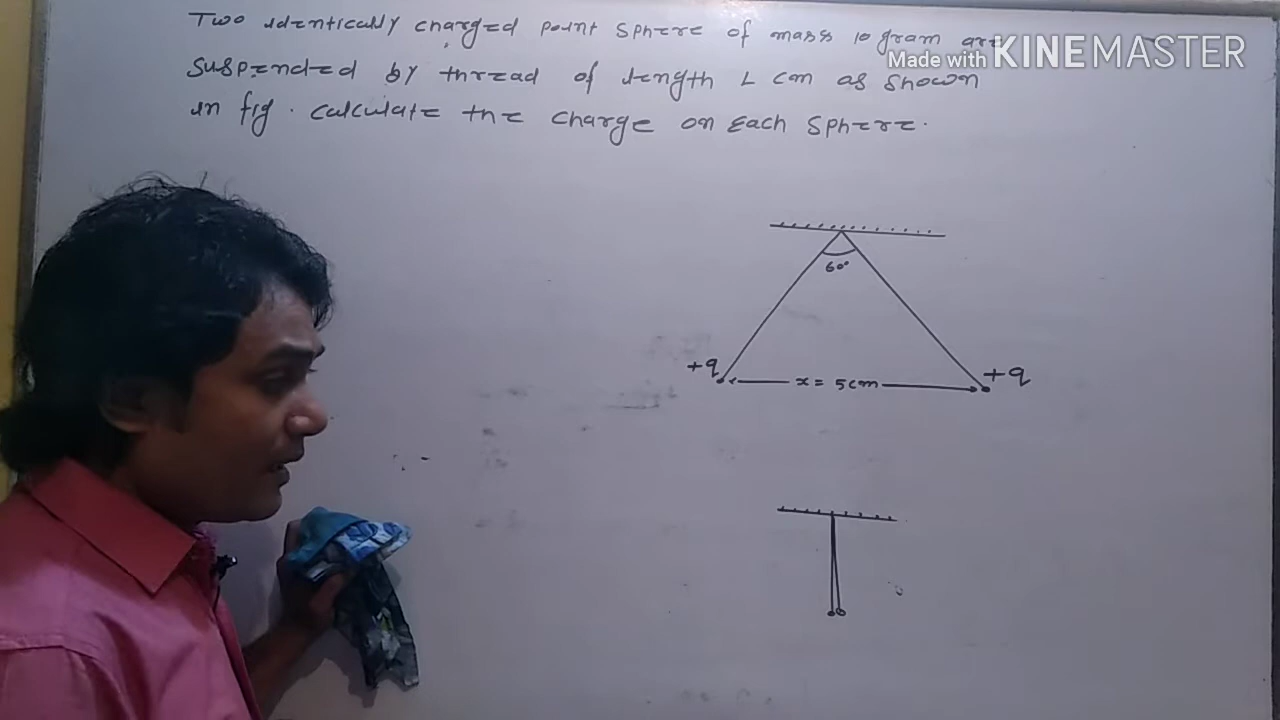 Two identically charged point sphere of mass 10 gram are
Made with KINEMASTER
suspended by thread of length L cm as shown
in fig. calculate the charge on each sphere.
60°
+q
+q
x = 5cm